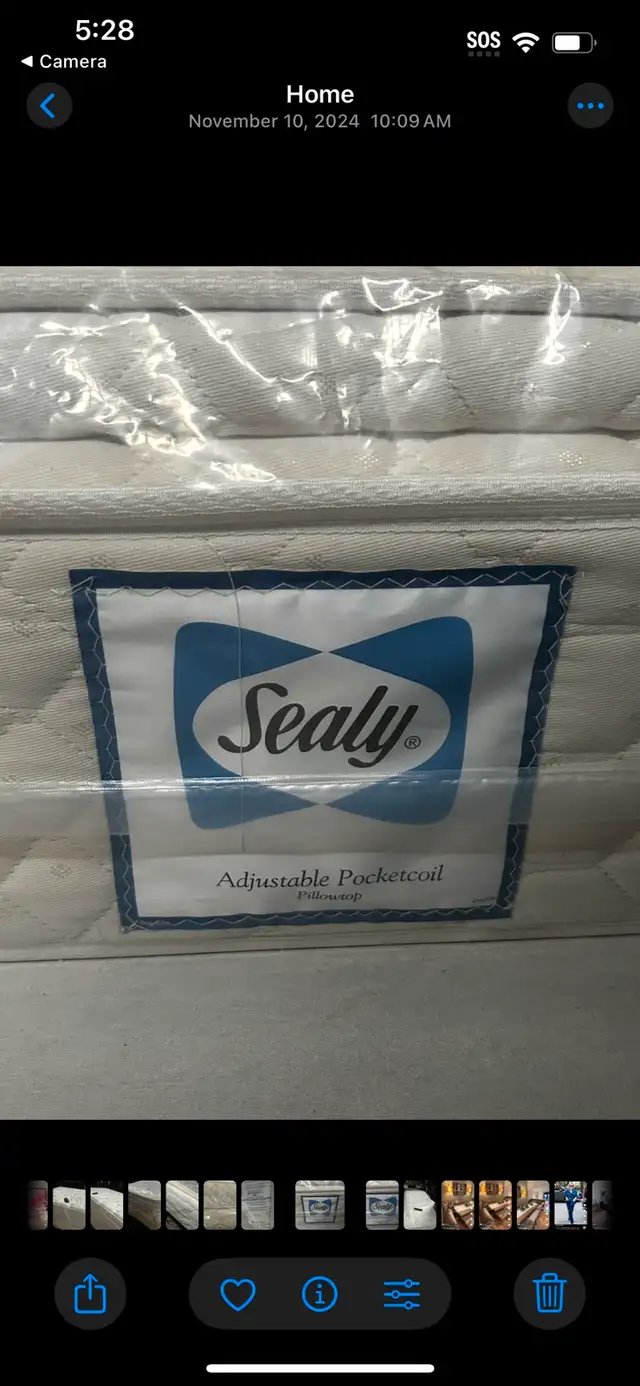 5:28
SOS
◀ Camera
Home
November 10, 2024 10:09 AM
Sealy®
Adjustable Pocketcoil
Pillowtop